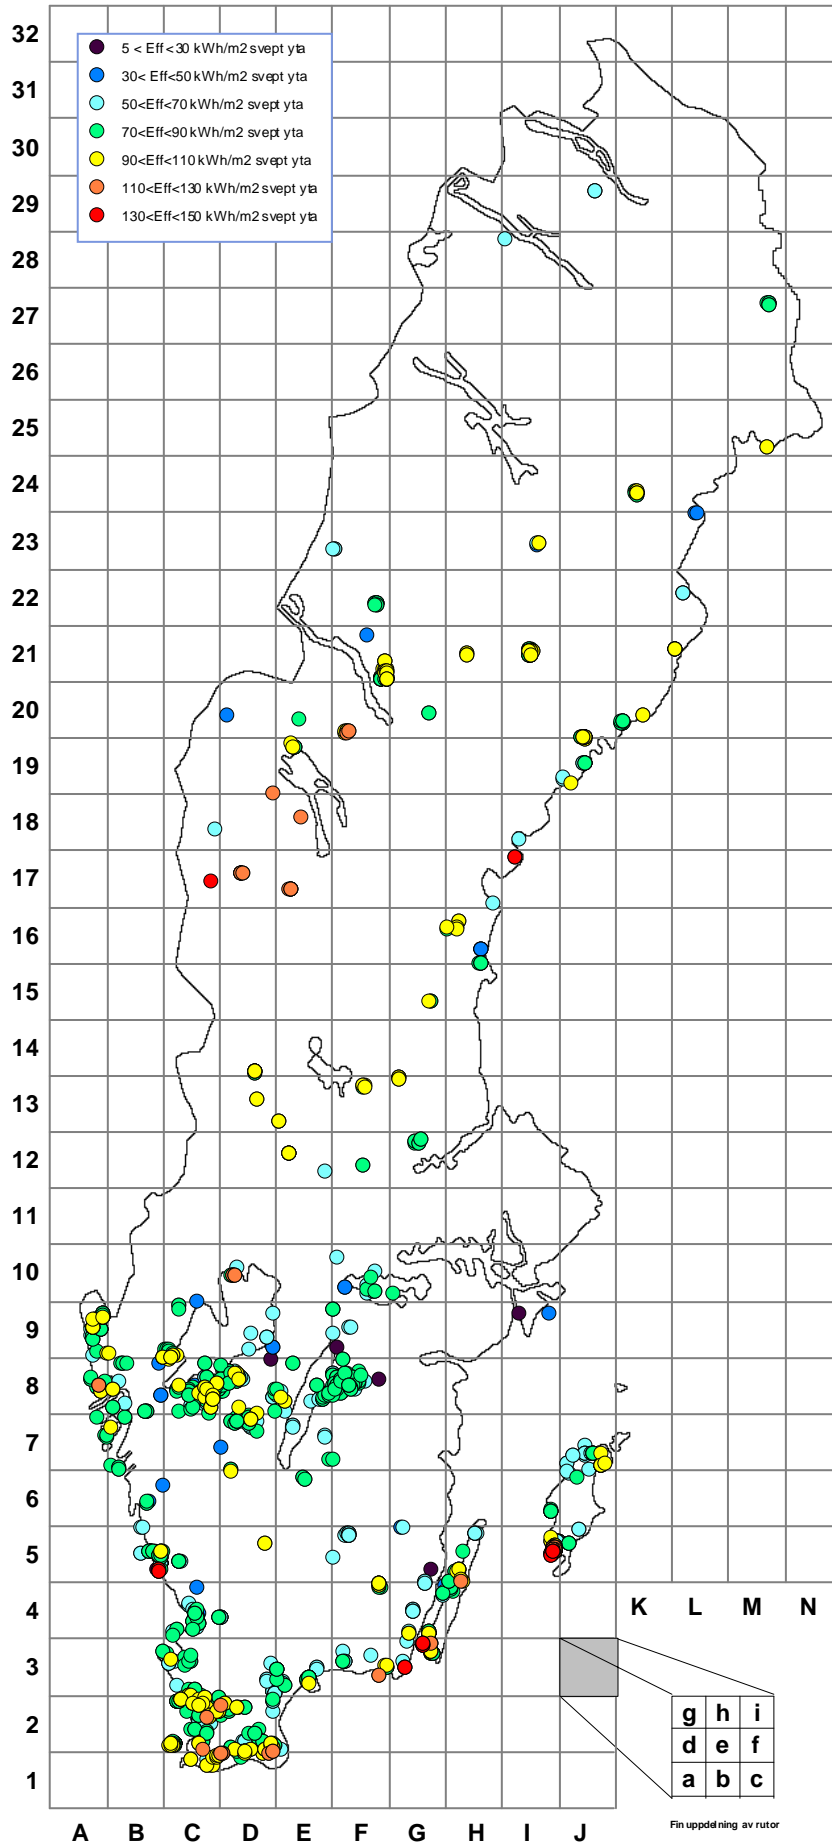 32
5 < Eff<30 kWh/m2 svept yta
30< Eff<50 kWh/m2 svept yta
50<Eff<70 kWh/m2 svept yta
70<Eff<90 kWh/m2 svept yta
90<Eff<110 kWh/m2 svept yta
110<Eff<130 kWh/m2 svept yta
130<Eff<150 kWh/m2 svept yta
31
30
29
28
27
26
25
24
23
22
21
20
19
18
17
16
15
14
13
12
11
10
9
8
7
6
5
4
K L M N
3
2
g h i
d e f
a b c
1
Fin uppdelning av rutor
A B C D E F G H I J